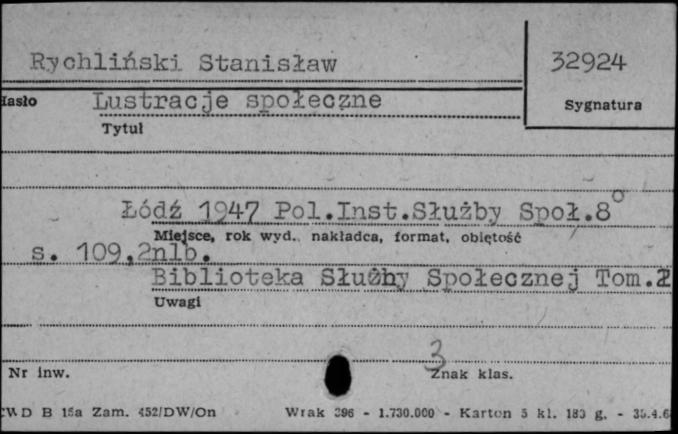 Rychliński Stanisław
32924
Hasło Lustracje społeczne
Sygnatura
Tytuł
Łódź 1947 Pol.Inst.Służby Społ.8°
Miejsce, rok wyd., nakładca, format, objętość
s. 109,2nlb.
Biblioteka Służby Społecznej Tom.2
Uwagi
3
Nr inw.
Znak klas.
ZWD B 15a Zam. 452/DW/On Wrak 396 - 1.730.000 - Karton 5 kl. 180 g. -